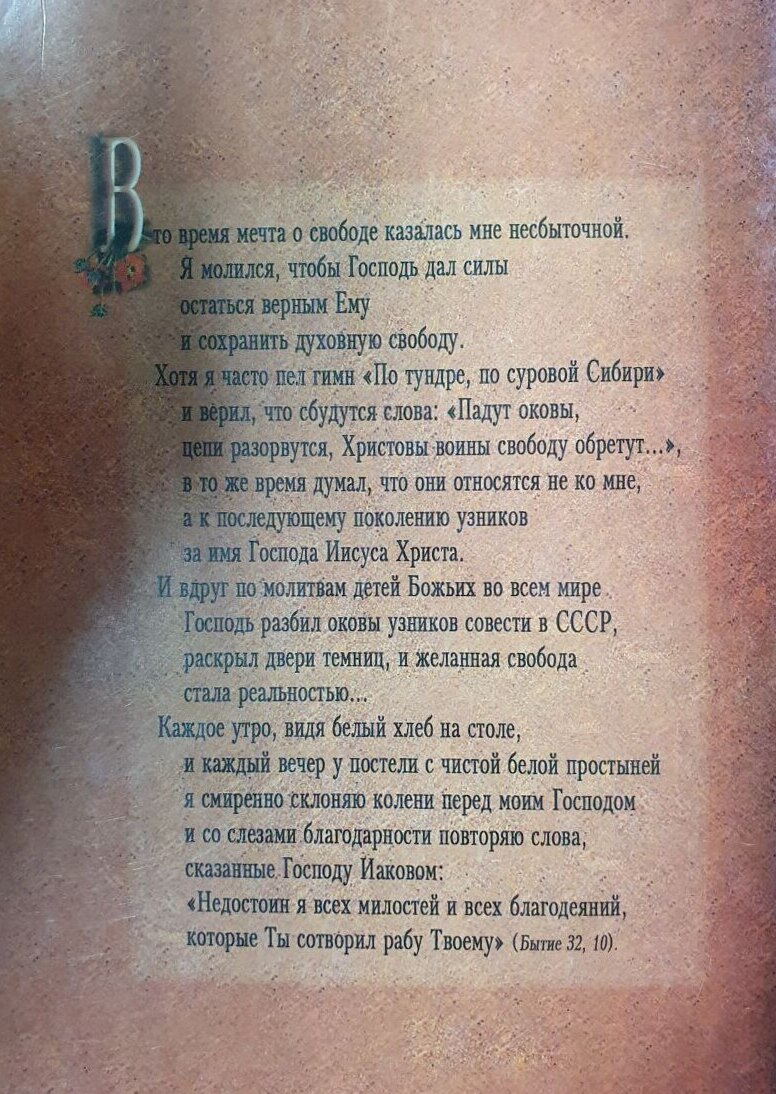 В то время мечта о свободе казалась мне несбыточной.
Я молился, чтобы Господь дал силы
остаться верным Ему
и сохранить духовную свободу.
Хотя я часто пел гимн «По тундре, по суровой Сибири»
и верил, что сбудутся слова: «Падут оковы,
цепи разорвутся, Христовы воины свободу обретут...»,
в то же время думал, что они относятся не ко мне,
а к последующему поколению узников
за имя Господа Иисуса Христа.
И вдруг по молитвам детей Божьих во всем мире
Господь разбил оковы узников совести в СССР,
раскрыл двери темниц, и желанная свобода
стала реальностью...
Каждое утро, видя белый хлеб на столе,
и каждый вечер у постели с чистой белой простыней
я смиренно склоняю колени перед моим Господом
и со слезами благодарности повторяю слова,
сказанные Господу Иаковом:
«Недостоин я всех милостей и всех благодеяний,
которые Ты сотворил рабу Твоему» (Бытие 32, 10).